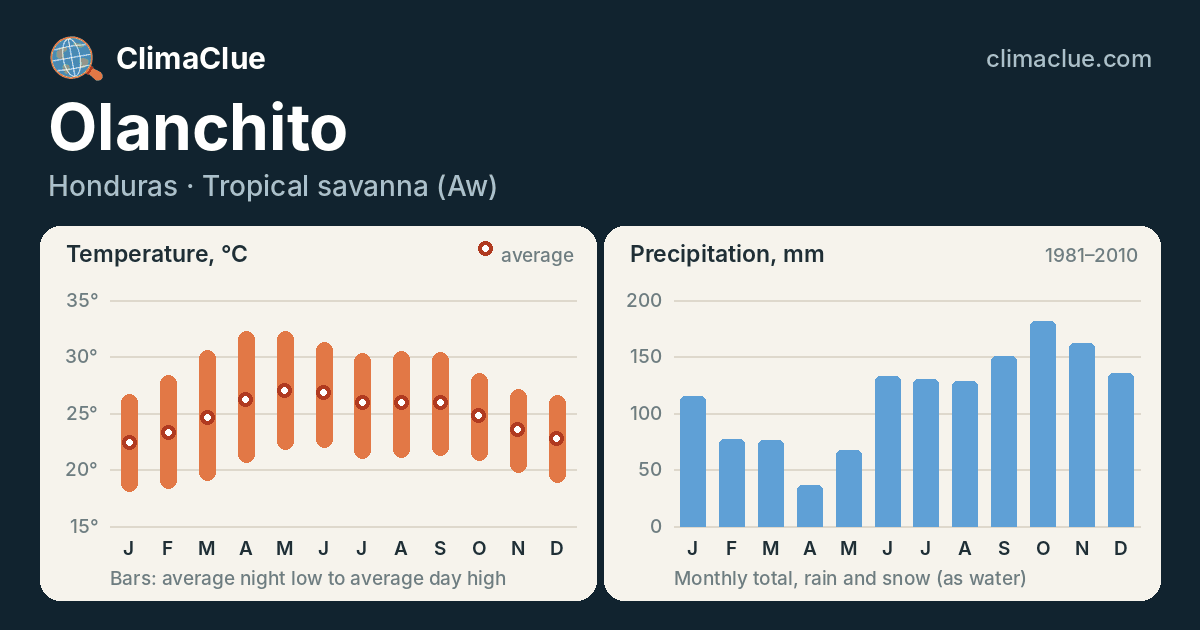 ClimaClue
climaclue.com
Olanchito
Honduras · Tropical savanna (Aw)
Temperature, °C
average
35°
30°
25°
20°
15°
J F M A M J J A S O N D
Bars: average night low to average day high
Precipitation, mm
1981–2010
200
150
100
50
0
J F M A M J J A S O N D
Monthly total, rain and snow (as water)